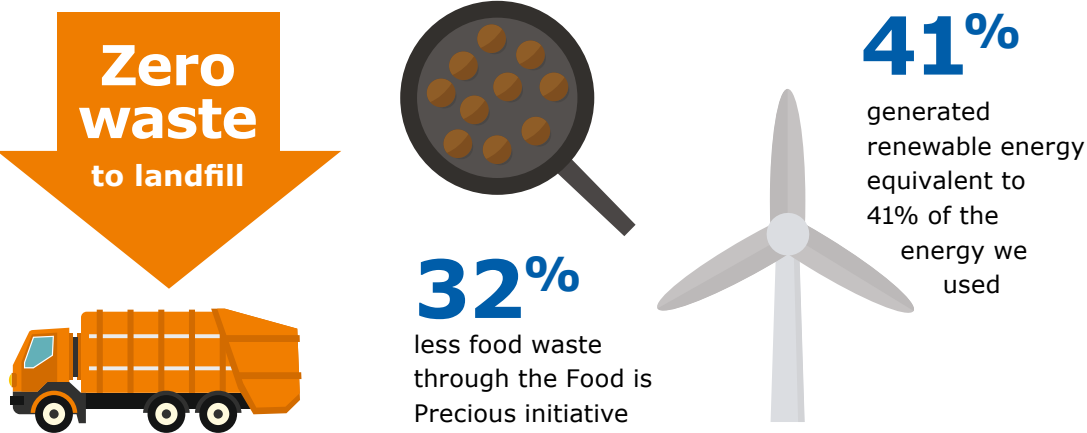 Zero
waste
to landfill
32%
less food waste
through the Food is
Precious initiative
41%
generated
renewable energy
equivalent to
41% of the
energy we
used